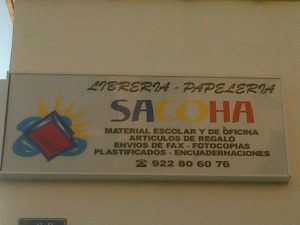 LIBRERIA - PAPELERIA
SACOHA
MATERIAL ESCOLAR Y DE OFICINA
ARTICULOS DE REGALO
ENVIOS DE FAX - FOTOCOPIAS
PLASTIFICADOS - ENCUADERNACIONES
☎ 922 80 60 76